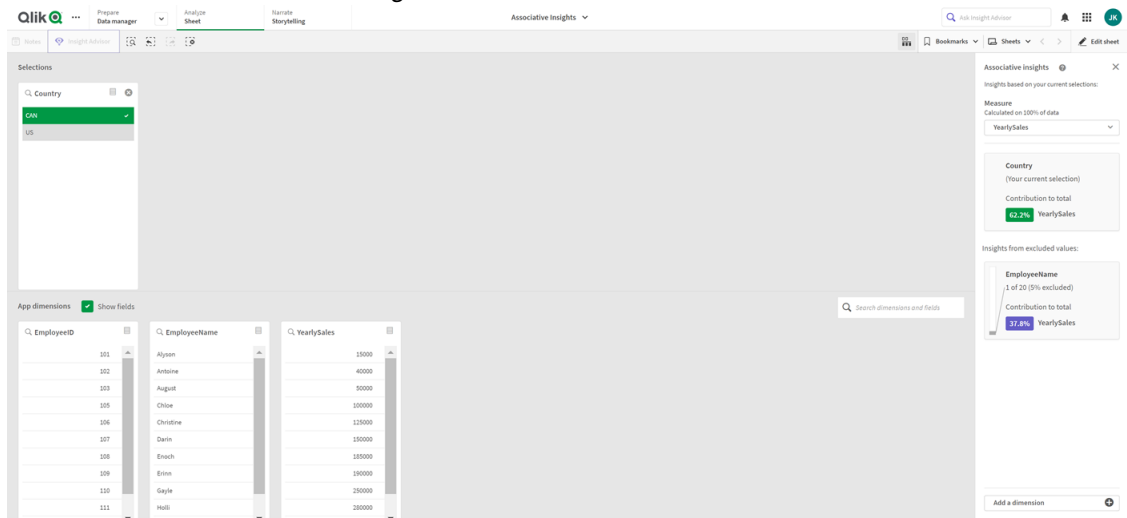 Qlik
Prepare
Data manager
Analyze
Sheet
Narrate
Storytelling
Associative Insights
Ask Insight Advisor
JK
Notes
Insight Advisor
Bookmarks
Sheets
Edit sheet
Selections
Country
CAN
US
Associative insights
Insights based on your current selections:
Measure
Calculated on 100% of data
YearlySales
Country
(Your current selection)
Contribution to total
62.2% YearlySales
Insights from excluded values:
EmployeeName
1 of 20 (5% excluded)
Contribution to total
37.8% YearlySales
Add a dimension
App dimensions
Show fields
Search dimensions and fields
EmployeeID
101
102
103
105
106
107
108
109
110
111
EmployeeName
Alyson
Antoine
August
Chloe
Christine
Darin
Enoch
Erinn
Gayle
Holli
YearlySales
15000
40000
50000
100000
125000
150000
185000
190000
250000
280000